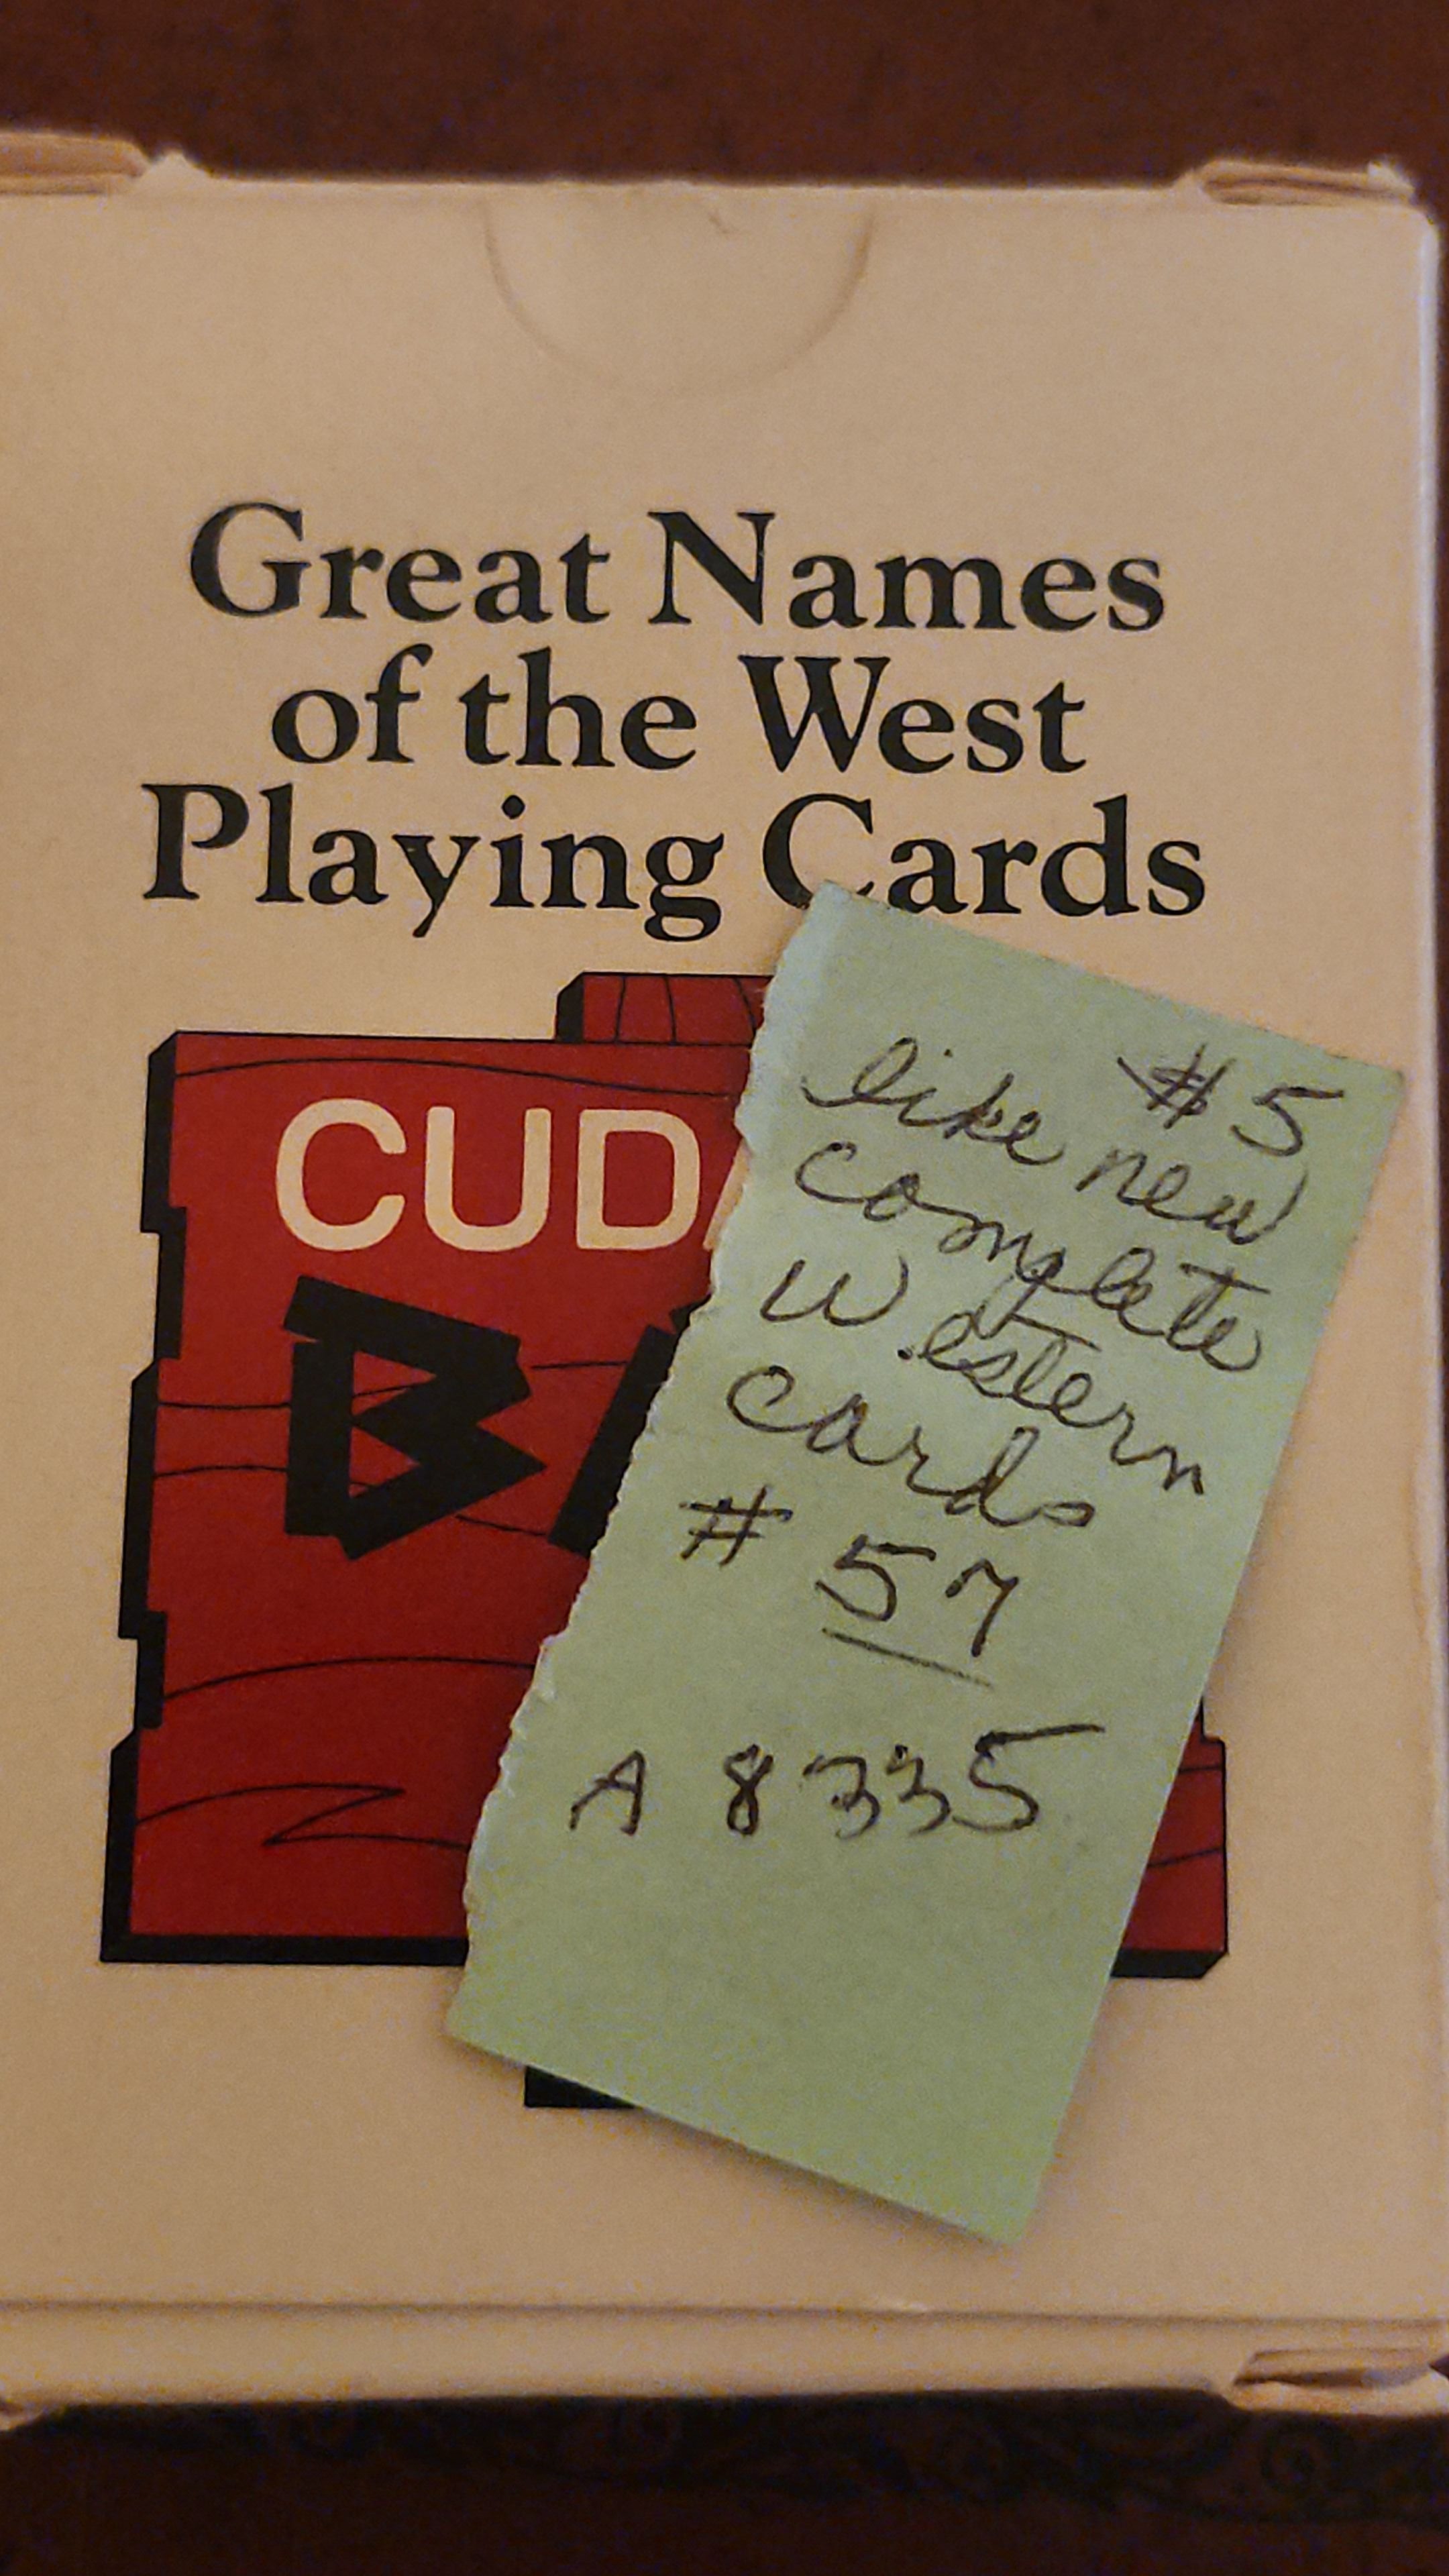 Great Names
of the West
Playing Cards
CUD
B
#5
like new
complete
Western
cards
# 57
A 8335